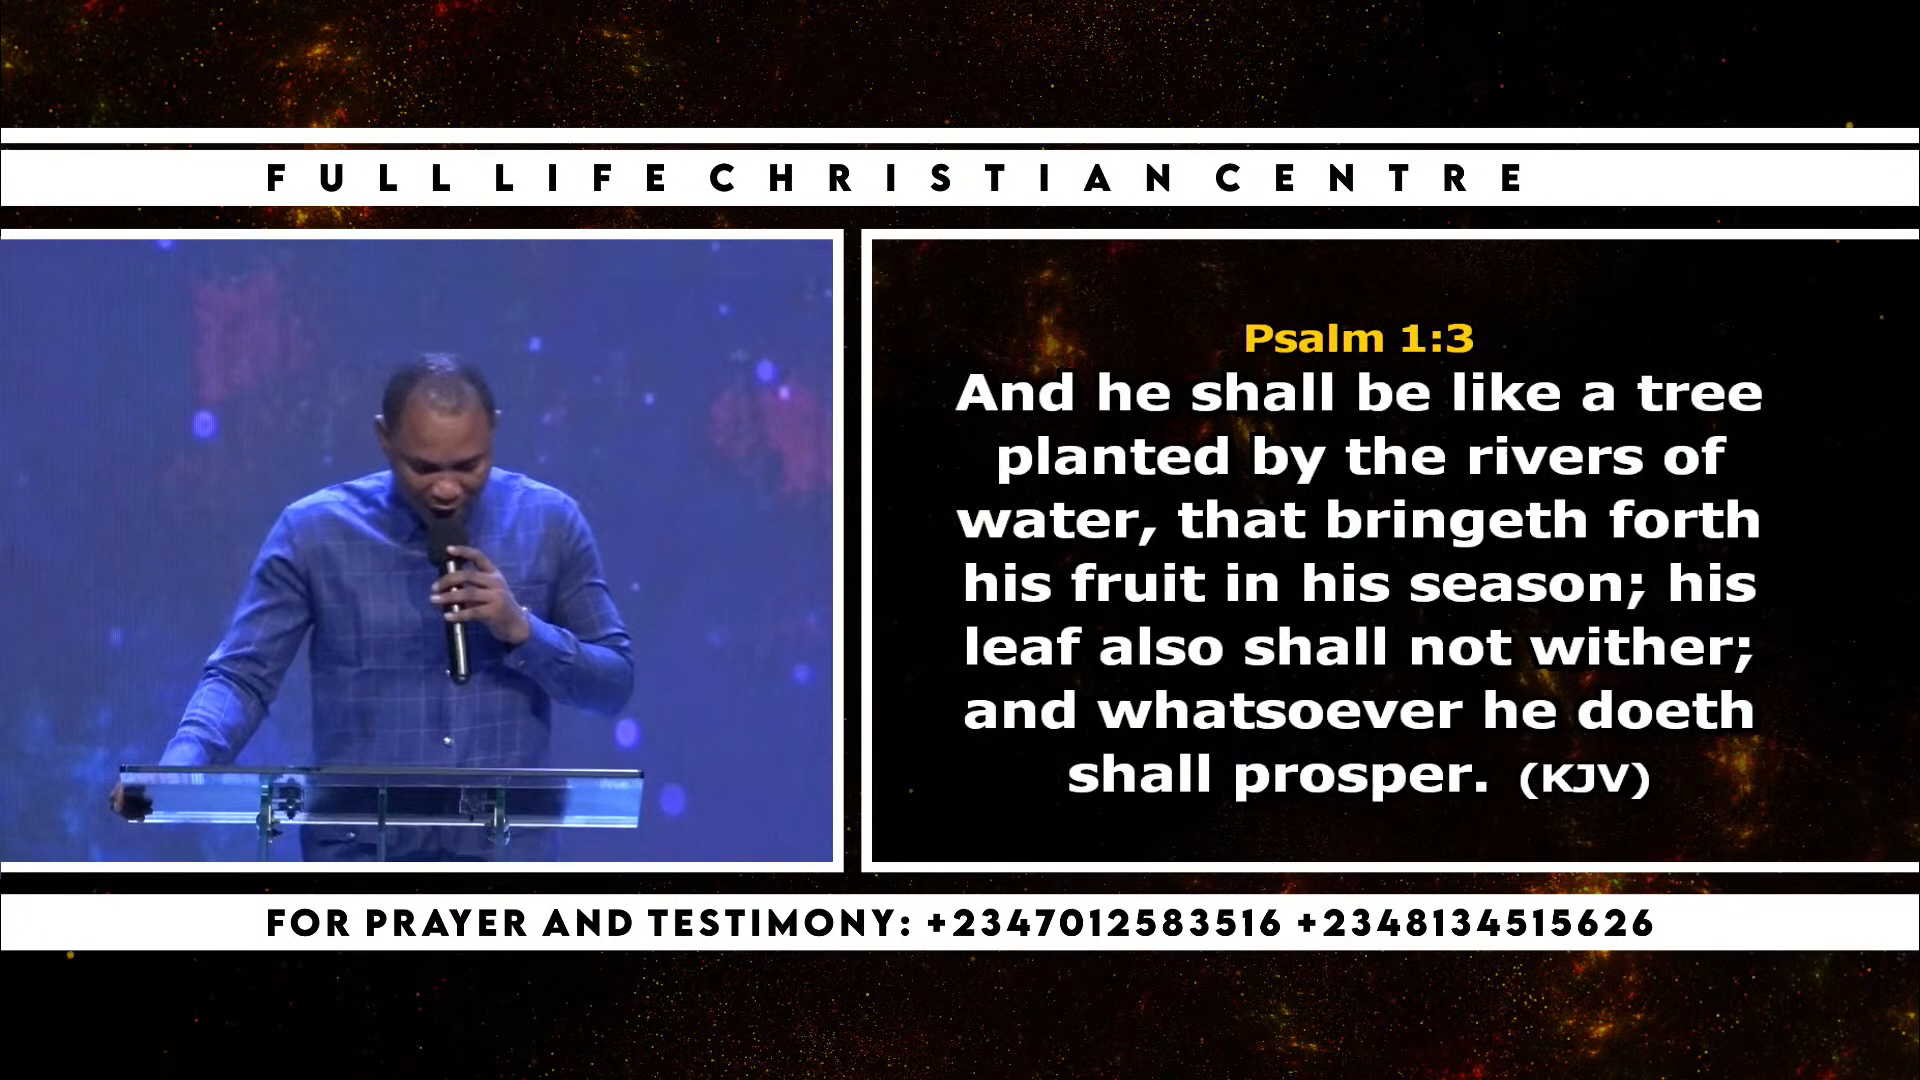 FULL LIFE CHRISTIAN CENTRE
Psalm 1:3
And he shall be like a tree
planted by the rivers of
water, that bringeth forth
his fruit in his season; his
leaf also shall not wither;
and whatsoever he doeth
shall prosper. (KJV)
FOR PRAYER AND TESTIMONY: +2347012583516 +2348134515626